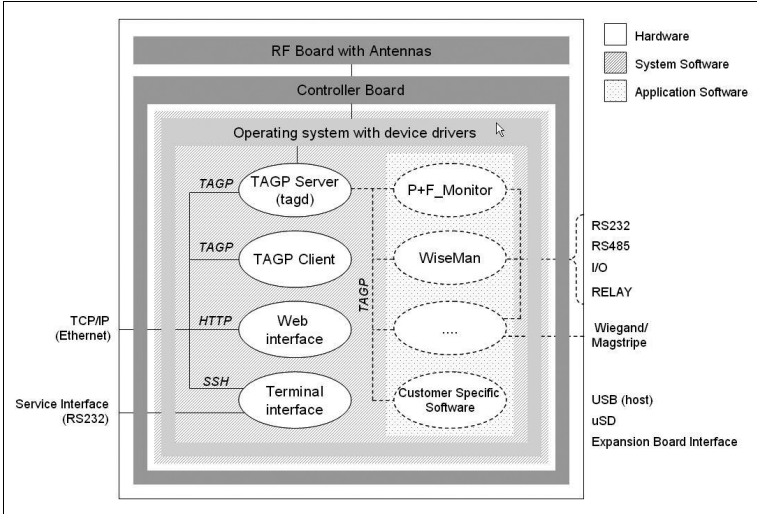 RF Board with Antennas
Controller Board
Operating system with device drivers
Hardware
System Software
Application Software
TAGP
TAGP Server
(tagd)
P+F_Monitor
TAGP
TAGP Client
WiseMan
TAGP
HTTP
Web
interface
....
SSH
Terminal
interface
Customer Specific
Software
TCP/IP
(Ethernet)
Service Interface
(RS232)
RS232
RS485
I/O
RELAY
Wiegand/
Magstripe
USB (host)
uSD
Expansion Board Interface